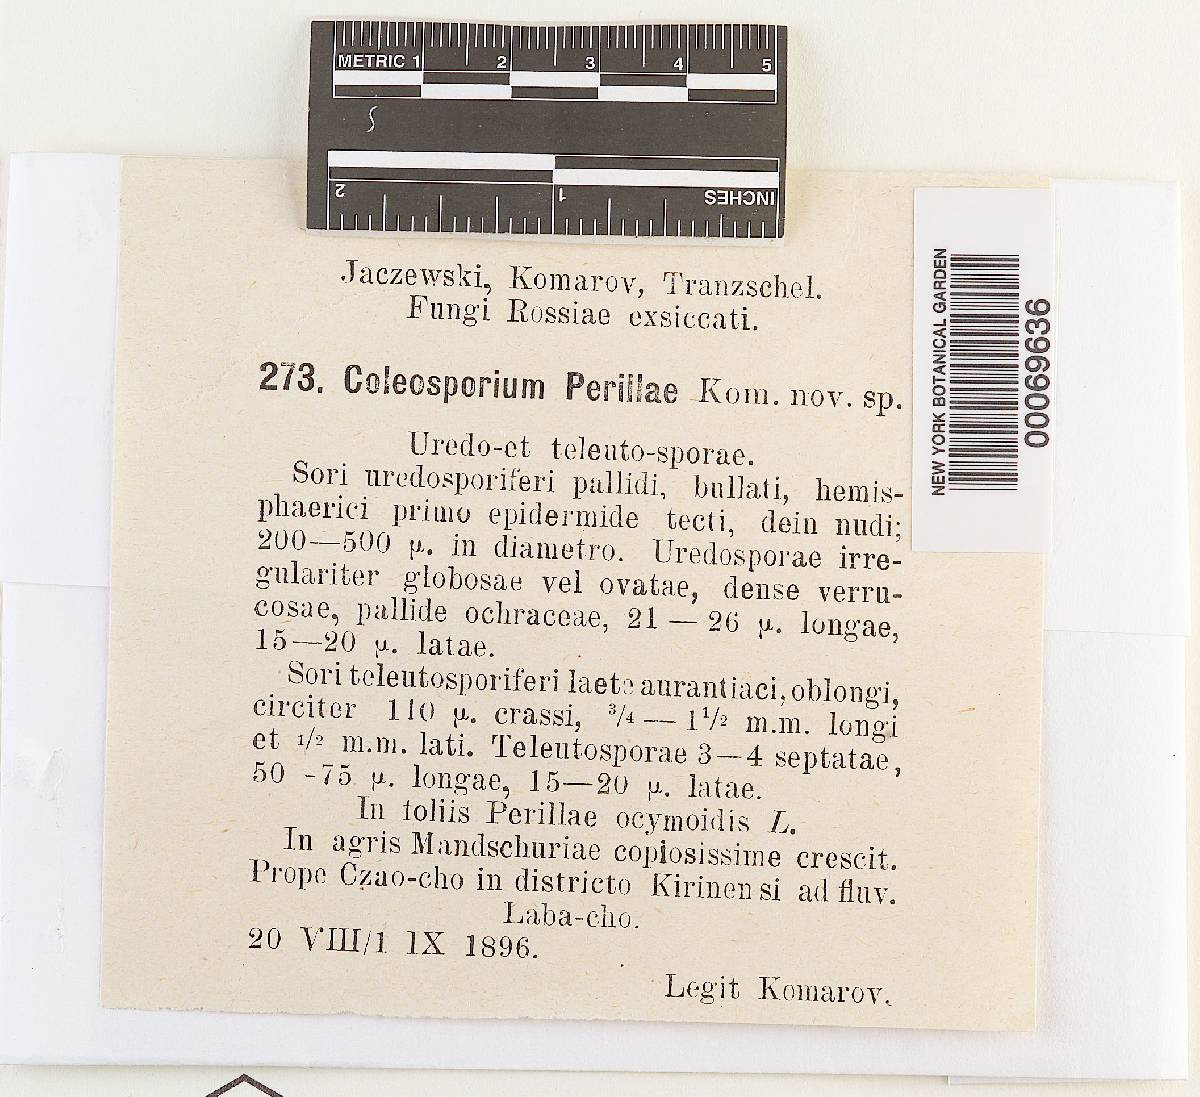 METRIC 1 2 3 4 5
2 1 INCHES
Jaczewski, Komarov, Tranzschel.
Fungi Rossiae exsiccati.
273. Coleosporium Perillae Kom. nov. sp.
Uredo-et teleuto-sporae.
Sori uredosporiferi pallidi, bullati, hemis-
phaerici primo epidermide tecti, dein nudi;
200—500 μ. in diametro. Uredosporae irre-
gulariter globosae vel ovatae, dense verru-
cosae, pallide ochraceae, 21 — 26 μ. longae,
15—20 μ. latae.
Sori teleutosporiferi laete aurantiaci, oblongi,
circiter 110 μ. crassi, 3/4 — 1 1/2 m.m. longi
et 1/2 m.m. lati. Teleutosporae 3—4 septatae,
50 -75 μ. longae, 15—20 μ. latae.
In foliis Perillae ocymoidis L.
In agris Mandschuriae copiosissime crescit.
Prope Czao-cho in districto Kirinensi ad fluv.
Laba-cho.
20 VIII/1 IX 1896.
Legit Komarov.
NEW YORK BOTANICAL GARDEN
00069636